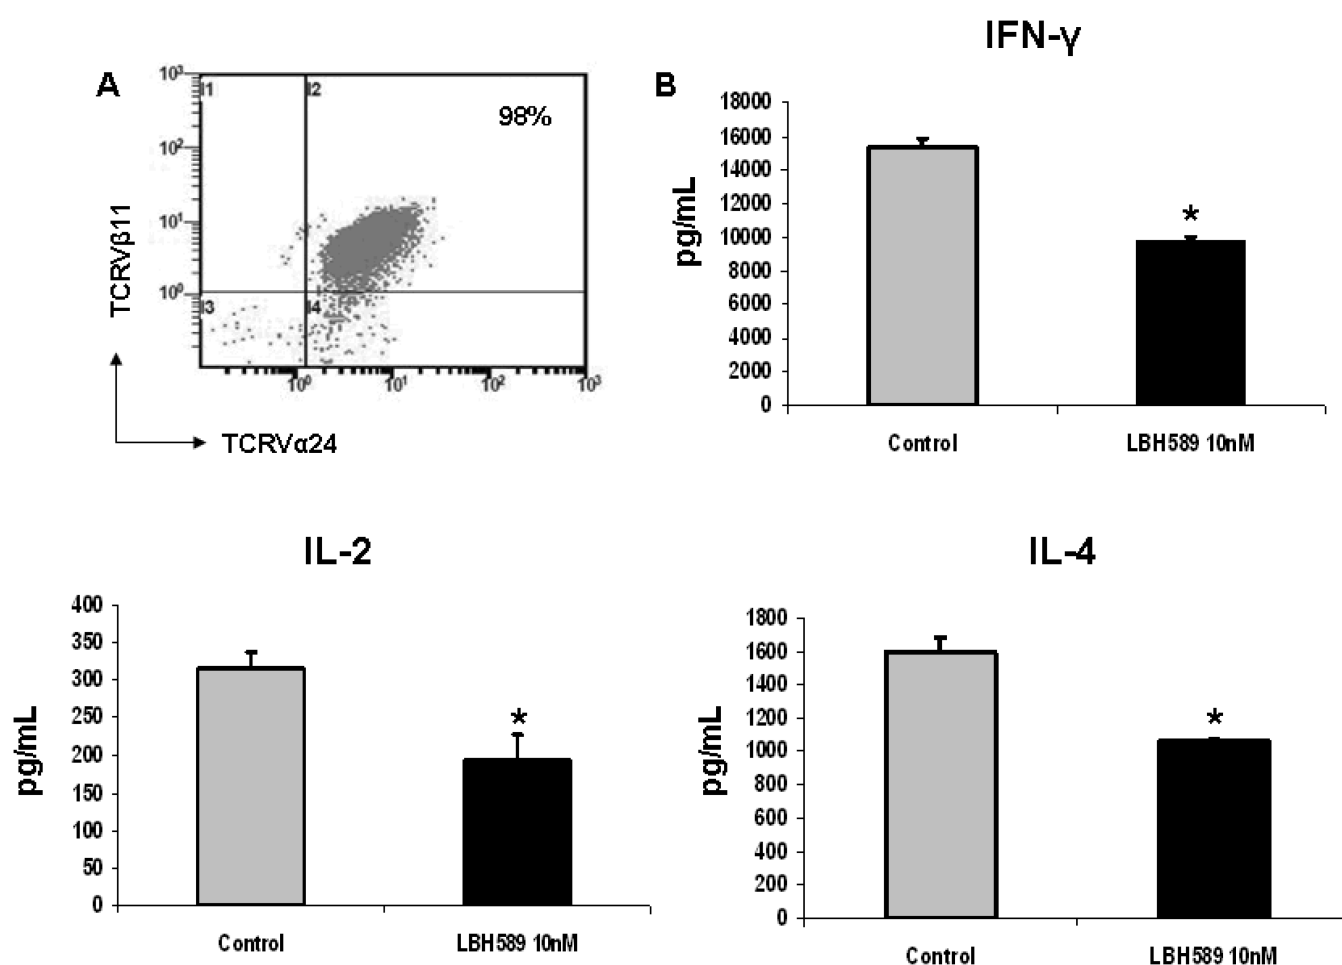 A
10³
10²
10¹
10⁰
I1
I2
98%
I3
I4
10⁰
10¹
10²
10³
TCRVβ11
TCRVα24
B
IFN-γ
18000
16000
14000
12000
10000
8000
6000
4000
2000
0
pg/mL
*
Control
LBH589 10nM
IL-2
400
350
300
250
200
150
100
50
0
pg/mL
*
Control
LBH589 10nM
IL-4
1800
1600
1400
1200
1000
800
600
400
200
0
pg/mL
*
Control
LBH589 10nM